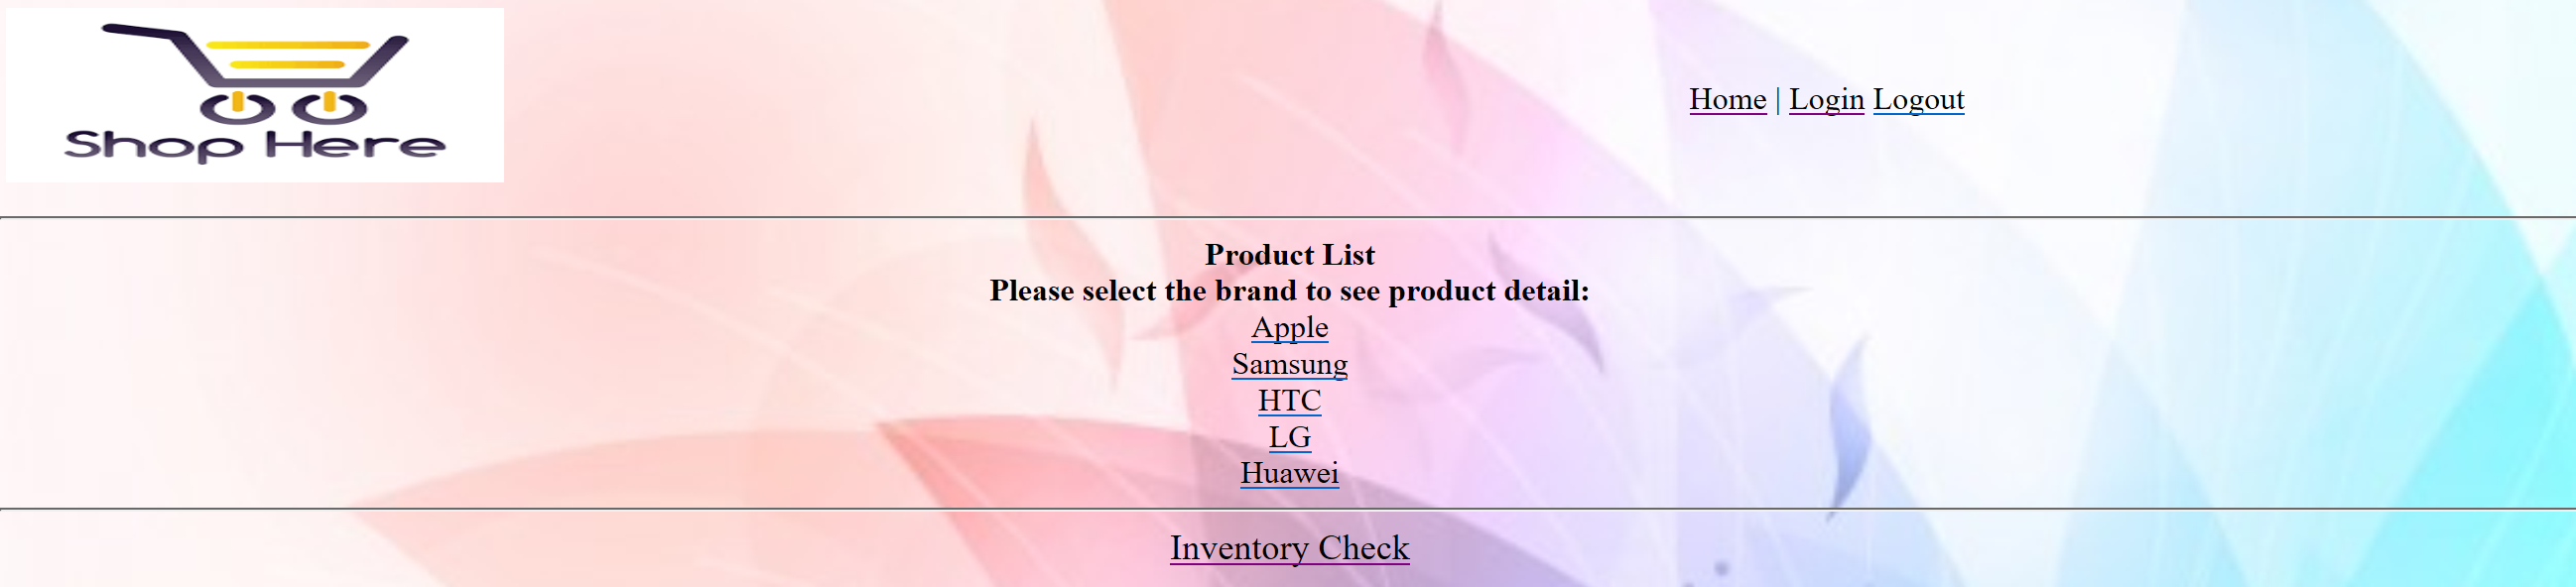 Shop Here
Home | Login Logout
Product List
Please select the brand to see product detail:
Apple
Samsung
HTC
LG
Huawei
Inventory Check